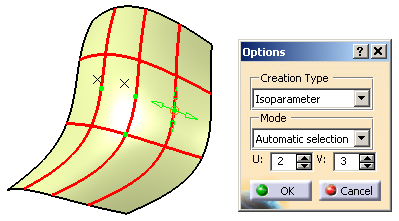 Options ? X
Creation Type
Isoparameter
Mode
Automatic selection
U: 2 V: 3
OK Cancel